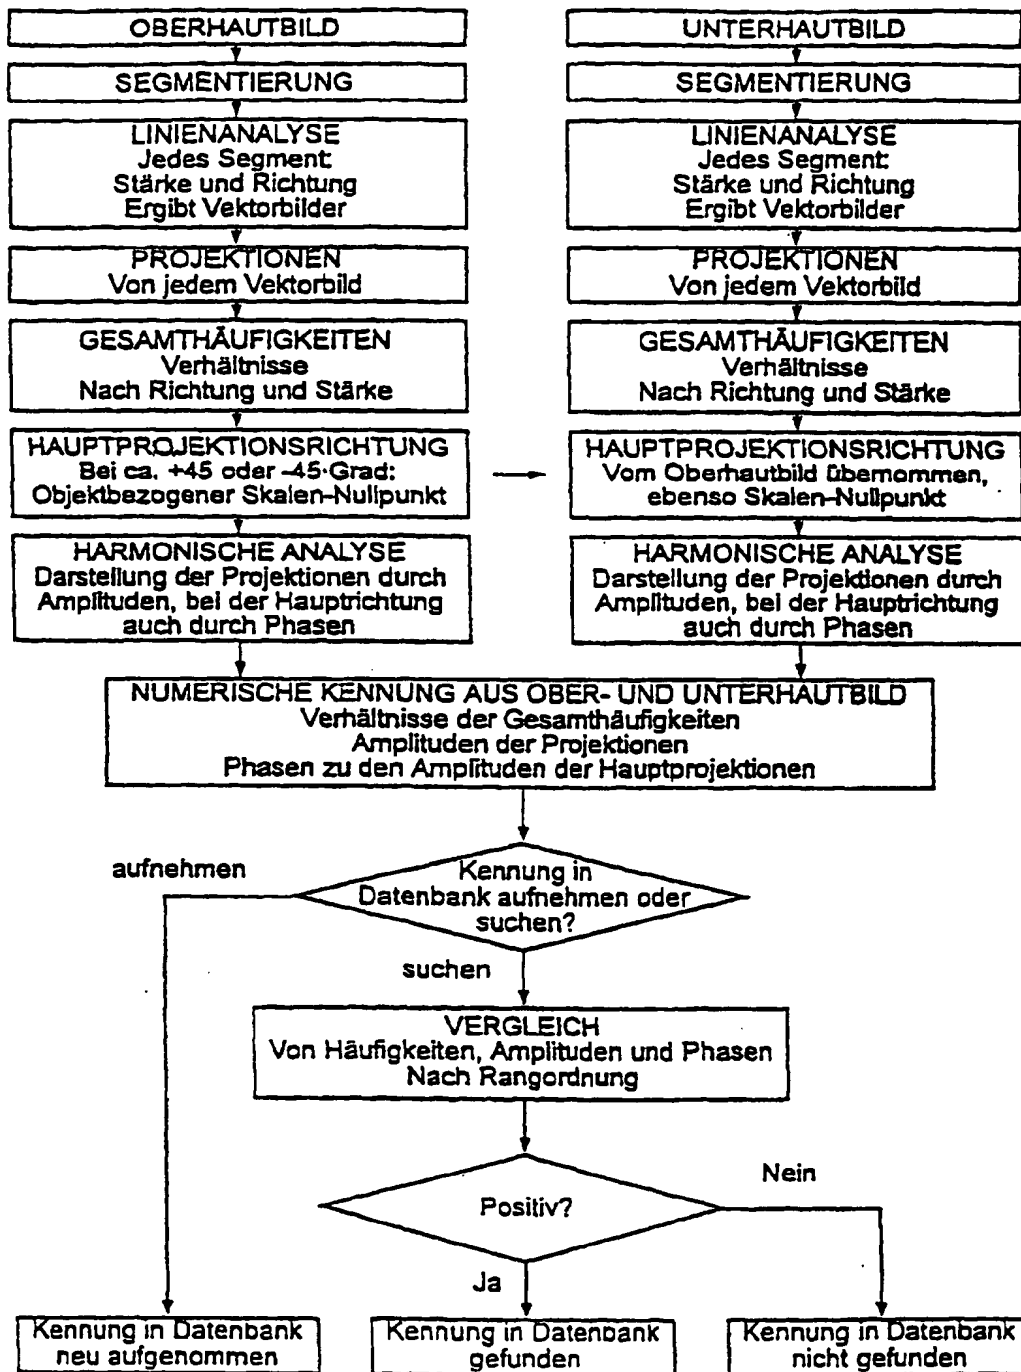 OBERHAUTBILD
SEGMENTIERUNG
LINIENANALYSE
Jedes Segment:
Stärke und Richtung
Ergibt Vektorbilder
PROJEKTIONEN
Von jedem Vektorbild
GESAMTHÄUFIGKEITEN
Verhältnisse
Nach Richtung und Stärke
HAUPTPROJEKTIONSRICHTUNG
Bei ca. +45 oder -45·Grad:
Objektbezogener Skalen-Nullpunkt
HARMONISCHE ANALYSE
Darstellung der Projektionen durch
Amplituden, bei der Hauptrichtung
auch durch Phasen
UNTERHAUTBILD
SEGMENTIERUNG
LINIENANALYSE
Jedes Segment:
Stärke und Richtung
Ergibt Vektorbilder
PROJEKTIONEN
Von jedem Vektorbild
GESAMTHÄUFIGKEITEN
Verhältnisse
Nach Richtung und Stärke
HAUPTPROJEKTIONSRICHTUNG
Vom Oberhautbild übernommen,
ebenso Skalen-Nullpunkt
HARMONISCHE ANALYSE
Darstellung der Projektionen durch
Amplituden, bei der Hauptrichtung
auch durch Phasen
NUMERISCHE KENNUNG AUS OBER- UND UNTERHAUTBILD
Verhältnisse der Gesamthäufigkeiten
Amplituden der Projektionen
Phasen zu den Amplituden der Hauptprojektionen
aufnehmen
Kennung in
Datenbank aufnehmen oder
suchen?
suchen
VERGLEICH
Von Häufigkeiten, Amplituden und Phasen
Nach Rangordnung
Positiv?
Nein
Ja
Kennung in Datenbank
neu aufgenommen
Kennung in Datenbank
gefunden
Kennung in Datenbank
nicht gefunden